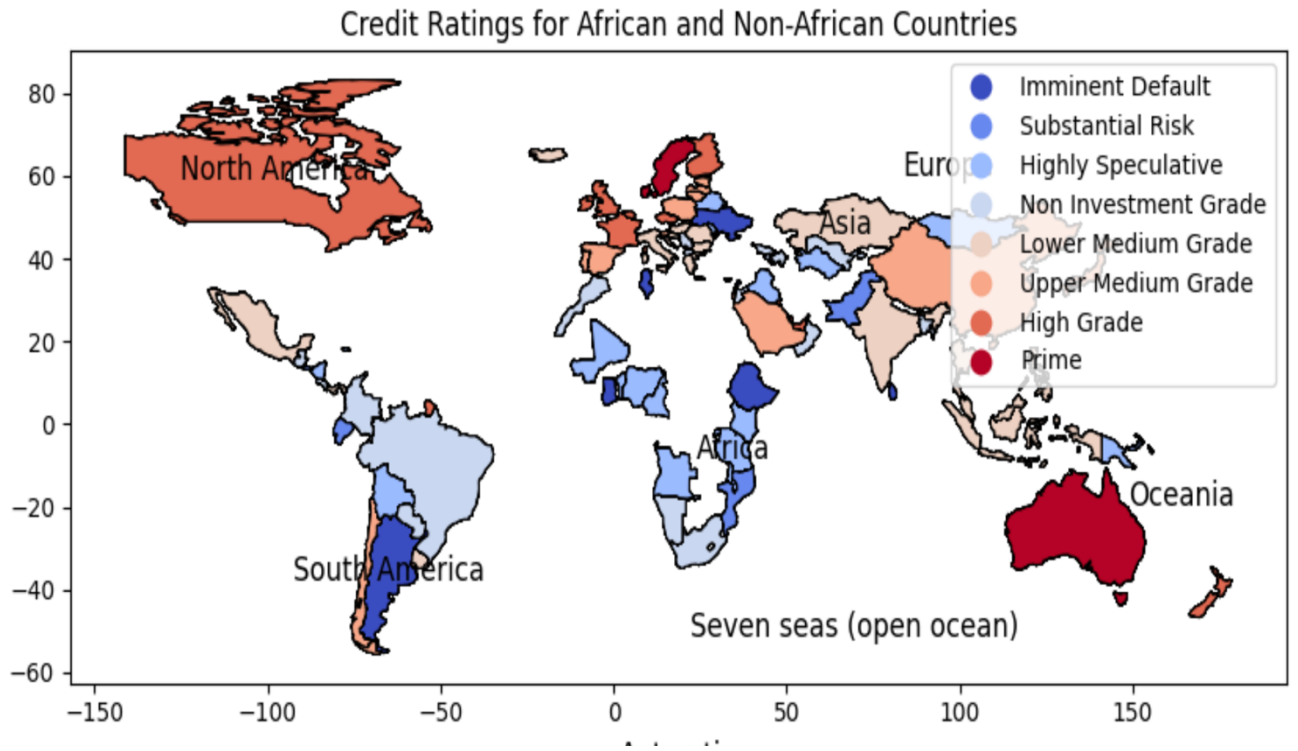 Credit Ratings for African and Non-African Countries
80
60
40
20
0
−20
−40
−60
−150
−100
−50
0
50
100
150
North America
Europ
Asia
Africa
South America
Oceania
Seven seas (open ocean)
Imminent Default
Substantial Risk
Highly Speculative
Non Investment Grade
Lower Medium Grade
Upper Medium Grade
High Grade
Prime